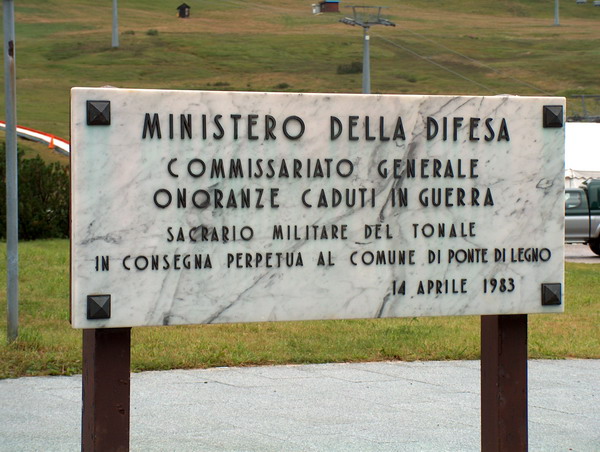 MINISTERO DELLA DIFESA
COMMISSARIATO GENERALE
ONORANZE CADUTI IN GUERRA
SACRARIO MILITARE DEL TONALE
IN CONSEGNA PERPETUA AL COMUNE DI PONTE DI LEGNO
14 APRILE 1983